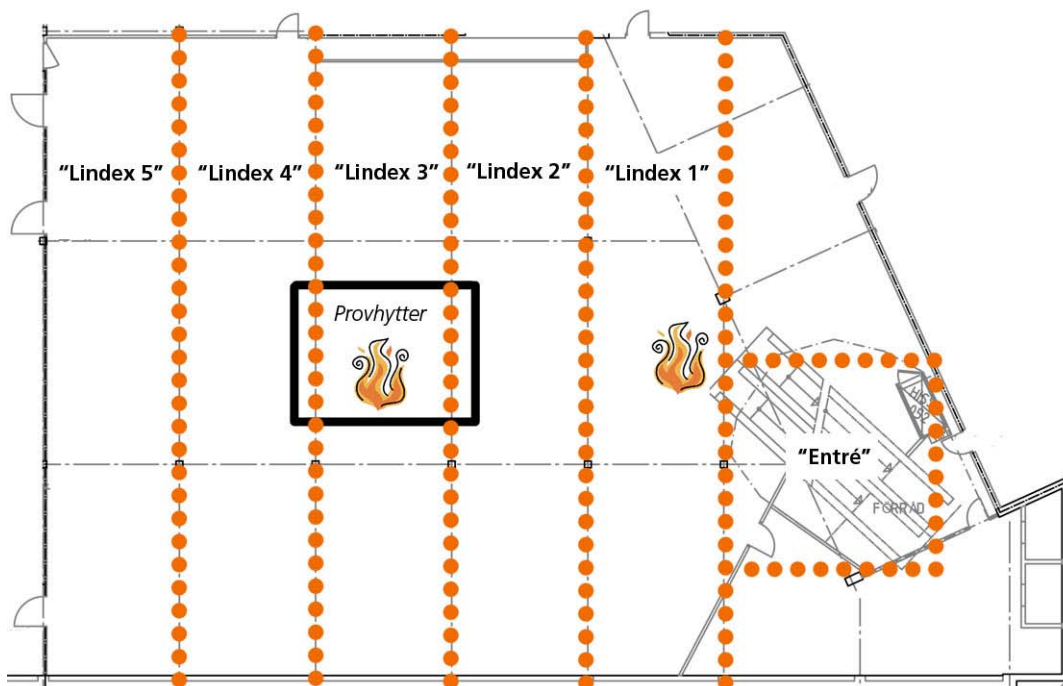 “Lindex 5”
“Lindex 4”
“Lindex 3”
“Lindex 2”
“Lindex 1”
Provhytter
“Entré”
FÖRRÅD